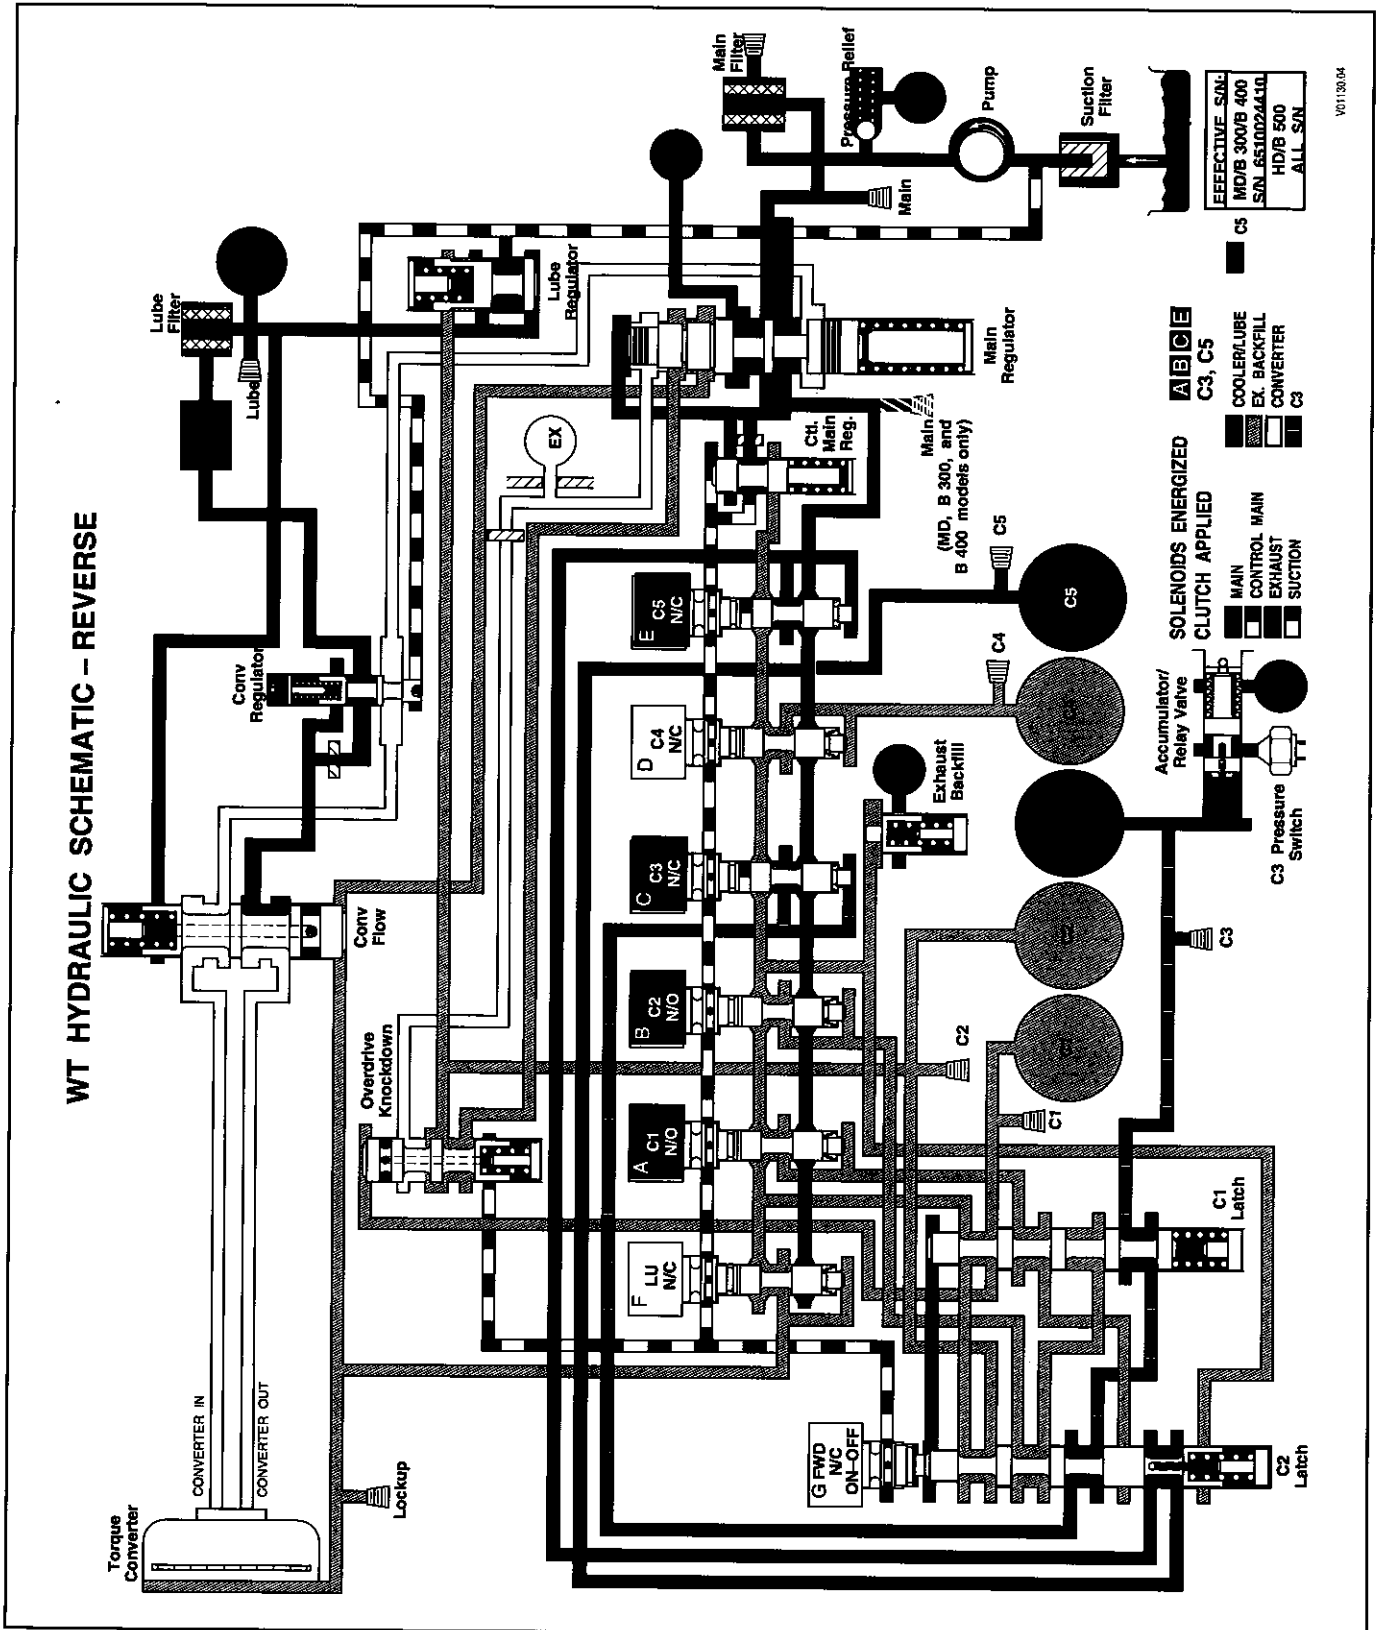 WT HYDRAULIC SCHEMATIC – REVERSE
Torque
Converter
CONVERTER IN
CONVERTER OUT
Lockup
Conv
Flow
Conv
Regulator
Lube
Filter
Lube
Lube
Regulator
Overdrive
Knockdown
EX
Main
Filter
Pressure Relief
Pump
Suction
Filter
Main
Main
Regulator
Ctl.
Main
Reg.
Main
(MD, B 300, and
B 400 models only)
G FWD
N/C
ON–OFF
F LU
N/C
A C1
N/O
B C2
N/O
C C3
N/C
D C4
N/C
E C5
N/C
C2
Latch
C1
Latch
C1
C2
C3
C4
C5
C5
Exhaust
Backfill
Accumulator/
Relay Valve
C3 Pressure
Switch
SOLENOIDS ENERGIZED A B C E
CLUTCH APPLIED C3, C5
MAIN
CONTROL MAIN
EXHAUST
SUCTION
COOLER/LUBE
EX. BACKFILL
CONVERTER
C3
C5
EFFECTIVE S/N:
MD/B 300/B 400
S/N 6510024410
HD/B 500
ALL S/N
V01130.04